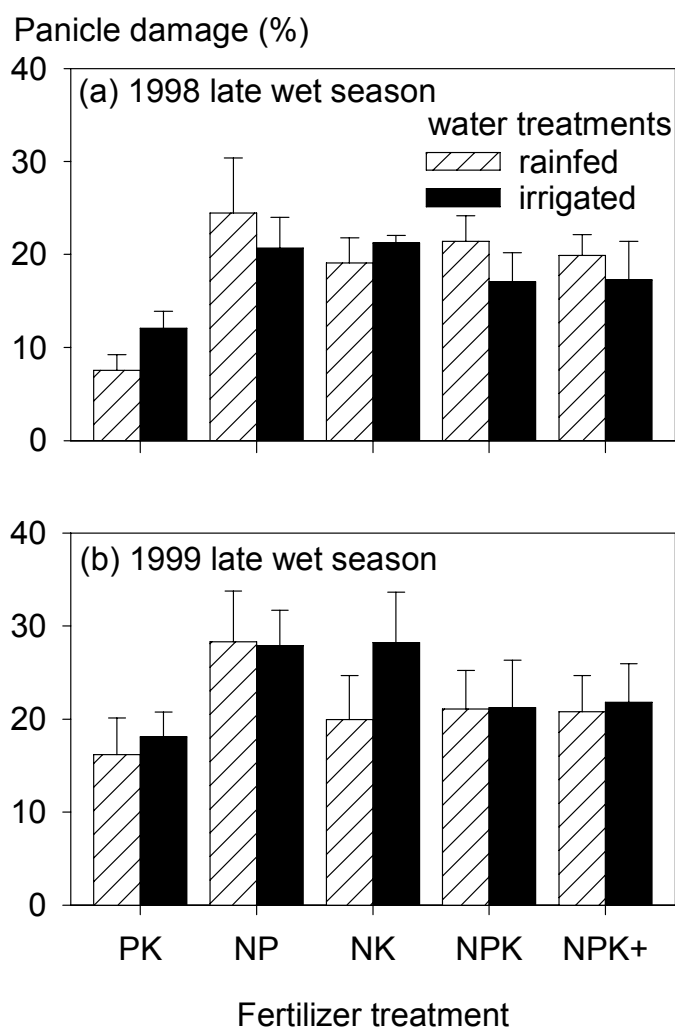 Panicle damage (%)
40
(a) 1998 late wet season
water treatments
rainfed
irrigated
30
20
10
0
40
(b) 1999 late wet season
30
20
10
0
PK NP NK NPK NPK+
Fertilizer treatment